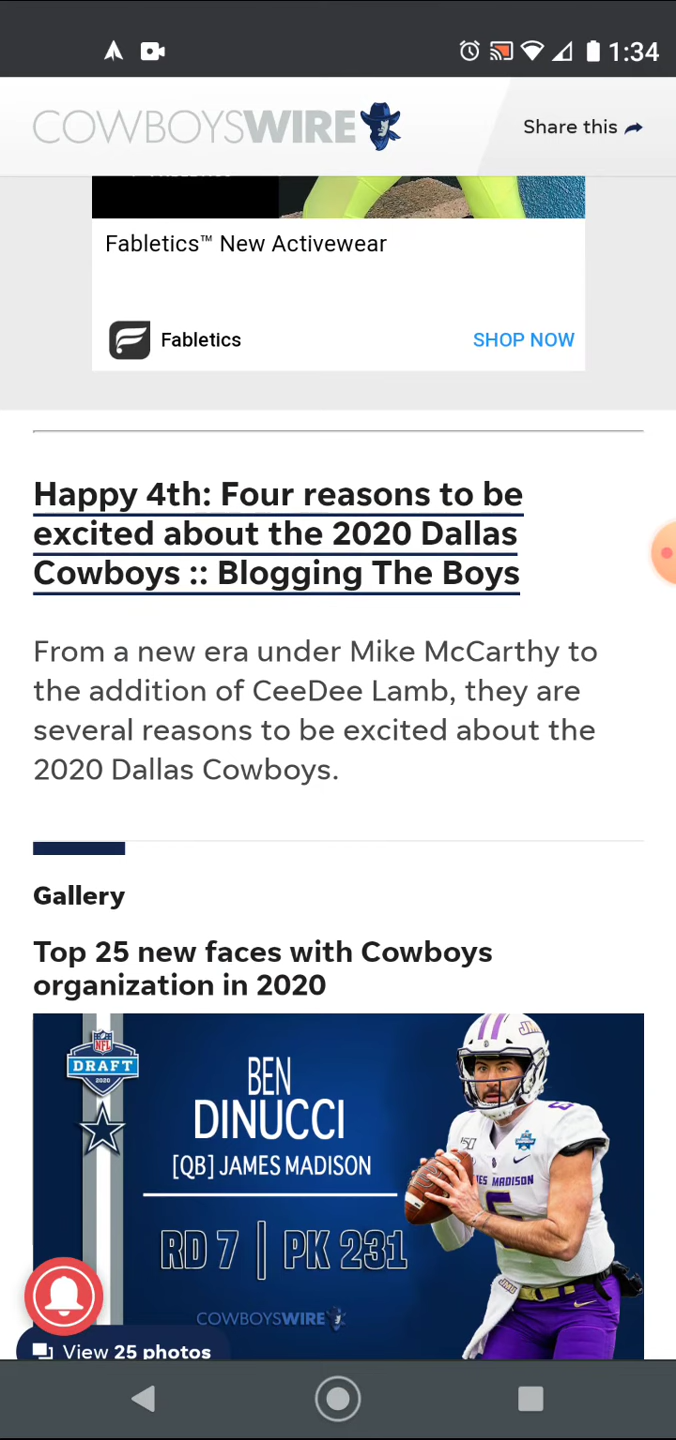 1:34
COWBOYSWIRE
Share this
Fabletics™ New Activewear
Fabletics
SHOP NOW
Happy 4th: Four reasons to be
excited about the 2020 Dallas
Cowboys :: Blogging The Boys
From a new era under Mike McCarthy to
the addition of CeeDee Lamb, they are
several reasons to be excited about the
2020 Dallas Cowboys.
Gallery
Top 25 new faces with Cowboys
organization in 2020
NFL
DRAFT
2020
BEN
DINUCCI
[QB] JAMES MADISON
RD 7 | PK 231
COWBOYSWIRE
150
MADISON
JMU
View 25 photos